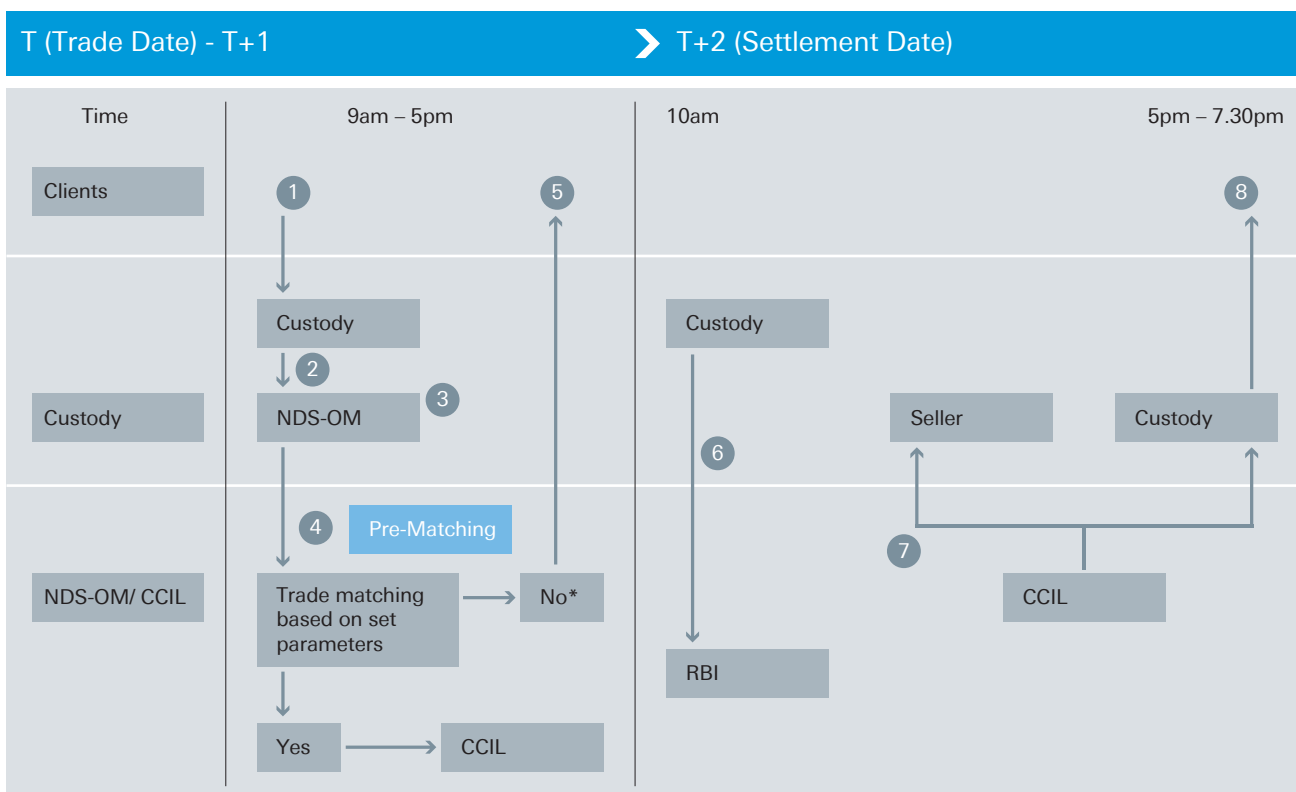 T (Trade Date) - T+1
T+2 (Settlement Date)
Time
9am – 5pm
10am
5pm – 7.30pm
Clients
1
5
8
Custody
Custody
2
3
Custody
NDS-OM
Seller
Custody
6
4
Pre-Matching
7
NDS-OM/ CCIL
Trade matching
based on set
parameters
No*
CCIL
RBI
Yes
CCIL